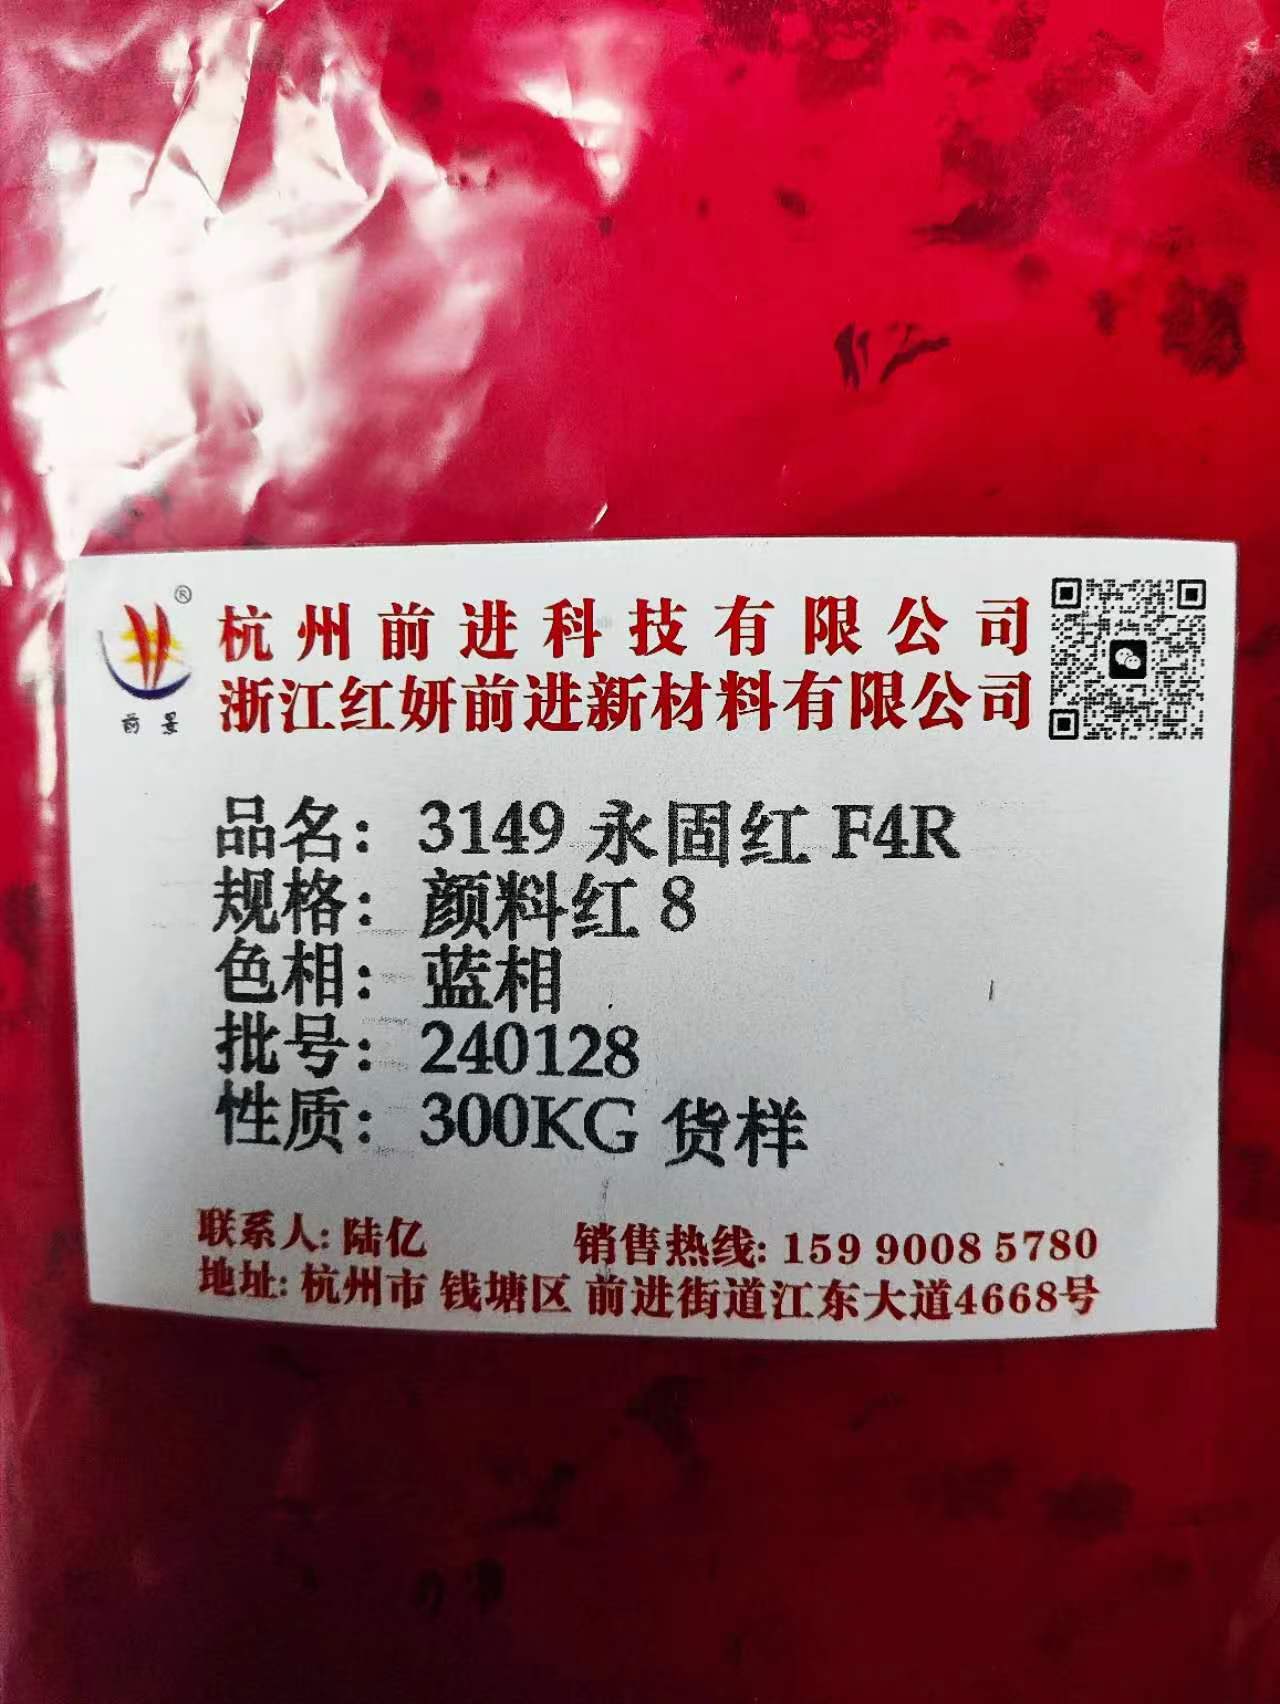 ®
前景
杭州前进科技有限公司
浙江红妍前进新材料有限公司
品名：3149 永固红 F4R
规格：颜料红 8
色相：蓝相
批号：240128
性质：300KG 货样
联系人: 陆亿 销售热线: 159 9008 5780
地址: 杭州市 钱塘区 前进街道江东大道4668号